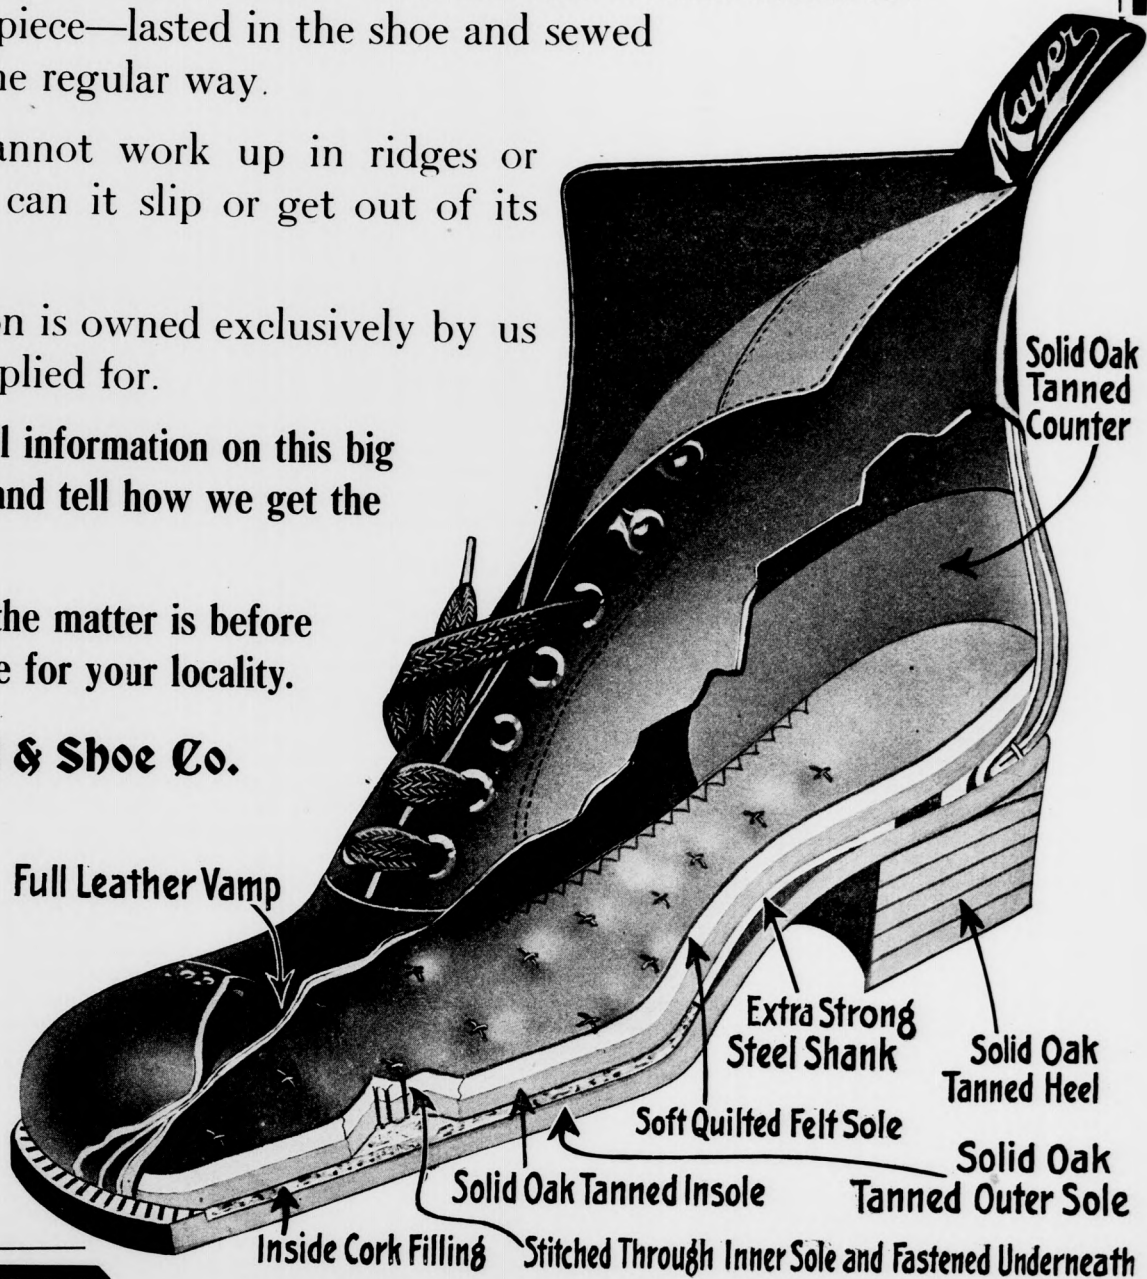 piece—lasted in the shoe and sewed
he regular way.
annot work up in ridges or
can it slip or get out of its
on is owned exclusively by us
plied for.
l information on this big
and tell how we get the
the matter is before
e for your locality.
& Shoe Co.
Mayer
Solid Oak
Tanned
Counter
Full Leather Vamp
Extra Strong
Steel Shank
Solid Oak
Tanned Heel
Soft Quilted Felt Sole
Solid Oak
Tanned Outer Sole
Solid Oak Tanned Insole
Inside Cork Filling
Stitched Through Inner Sole and Fastened Underneath